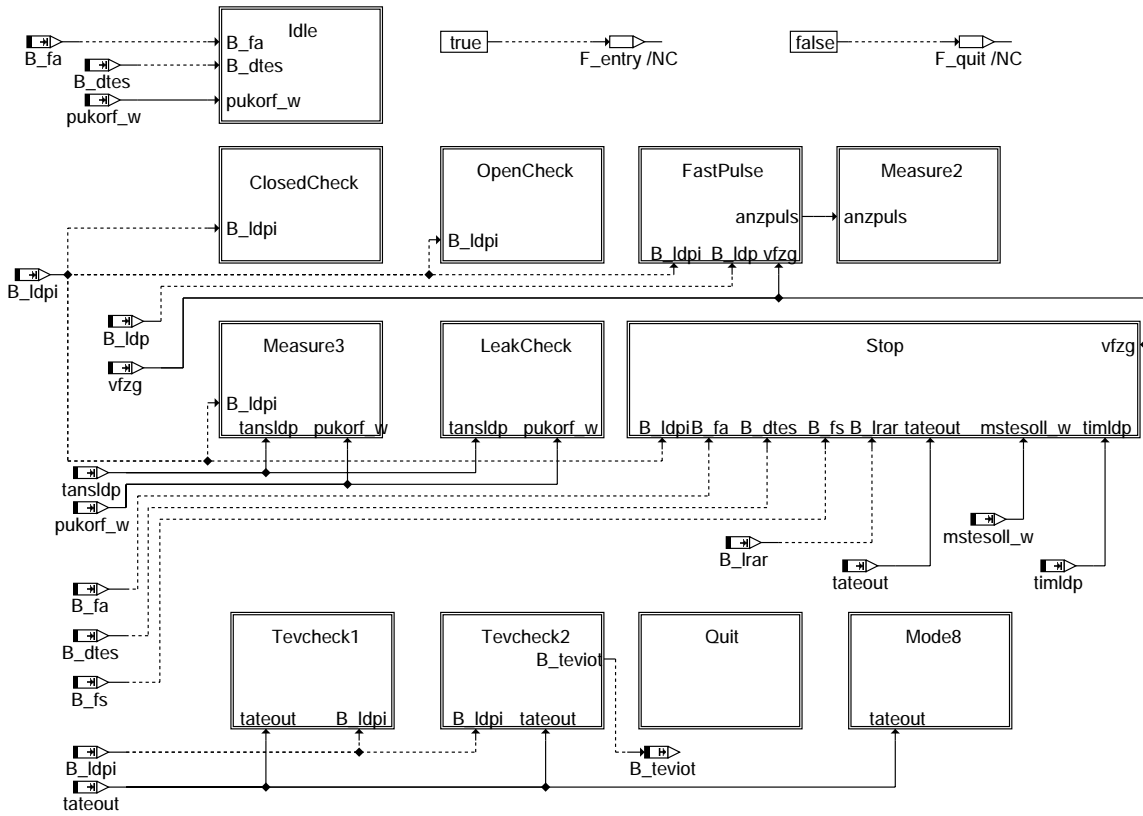 Idle
B_fa
B_fa
B_dtes
B_dtes
pukorf_w
pukorf_w
true
F_entry /NC
false
F_quit /NC
ClosedCheck
B_ldpi
OpenCheck
B_ldpi
FastPulse
anzpuls
B_ldpi B_ldp vfzg
Measure2
anzpuls
B_ldpi
B_ldp
vfzg
Measure3
B_ldpi
tansldp pukorf_w
LeakCheck
tansldp pukorf_w
Stop
vfzg
B_ldpi B_fa B_dtes B_fs B_lrar tateout mstesoll_w timldp
tansldp
pukorf_w
B_lrar
mstesoll_w
tateout
timldp
B_fa
B_dtes
B_fs
Tevcheck1
tateout B_ldpi
Tevcheck2
B_teviot
B_ldpi tateout
Quit
Mode8
tateout
B_ldpi
B_teviot
tateout